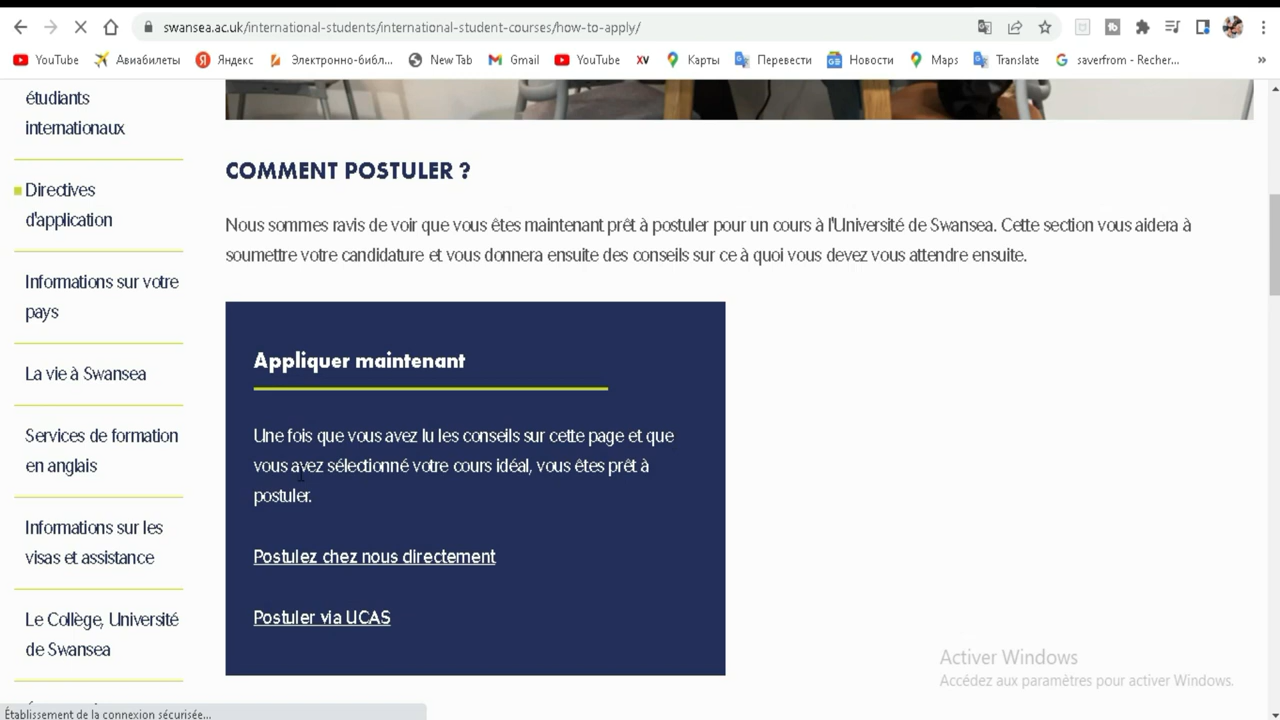 swansea.ac.uk/international-students/international-student-courses/how-to-apply/
YouTube Авиабилеты Яндекс Электронно-библ... New Tab Gmail YouTube XV Карты Перевести Новости Maps Translate saverfrom - Recher... »
étudiants
internationaux
Directives
d'application
Informations sur votre
pays
La vie à Swansea
Services de formation
en anglais
Informations sur les
visas et assistance
Le Collège, Université
de Swansea
COMMENT POSTULER ?
Nous sommes ravis de voir que vous êtes maintenant prêt à postuler pour un cours à l'Université de Swansea. Cette section vous aidera à
soumettre votre candidature et vous donnera ensuite des conseils sur ce à quoi vous devez vous attendre ensuite.
Appliquer maintenant
Une fois que vous avez lu les conseils sur cette page et que
vous avez sélectionné votre cours idéal, vous êtes prêt à
postuler.
Postulez chez nous directement
Postuler via UCAS
Activer Windows
Accédez aux paramètres pour activer Windows.
Établissement de la connexion sécurisée...